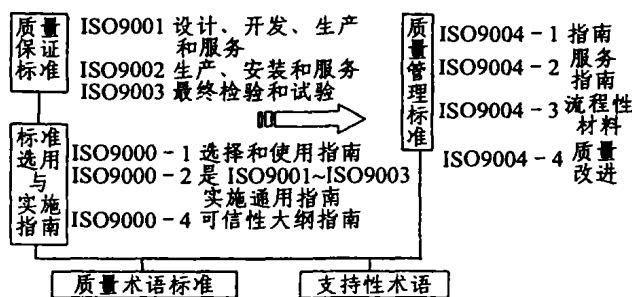 质量
保证
标准
ISO9001 设计、开发、生产
和服务
ISO9002 生产、安装和服务
ISO9003 最终检验和试验
标准
选用
与
实施
指南
ISO9000-1 选择和使用指南
ISO9000-2 是 ISO9001~ISO9003
实施通用指南
ISO9000-4 可信性大纲指南
质
量
管
理
标
准
ISO9004-1 指南
ISO9004-2 服务
指南
ISO9004-3 流程性
材料
ISO9004-4 质量
改进
质量术语标准
支持性术语